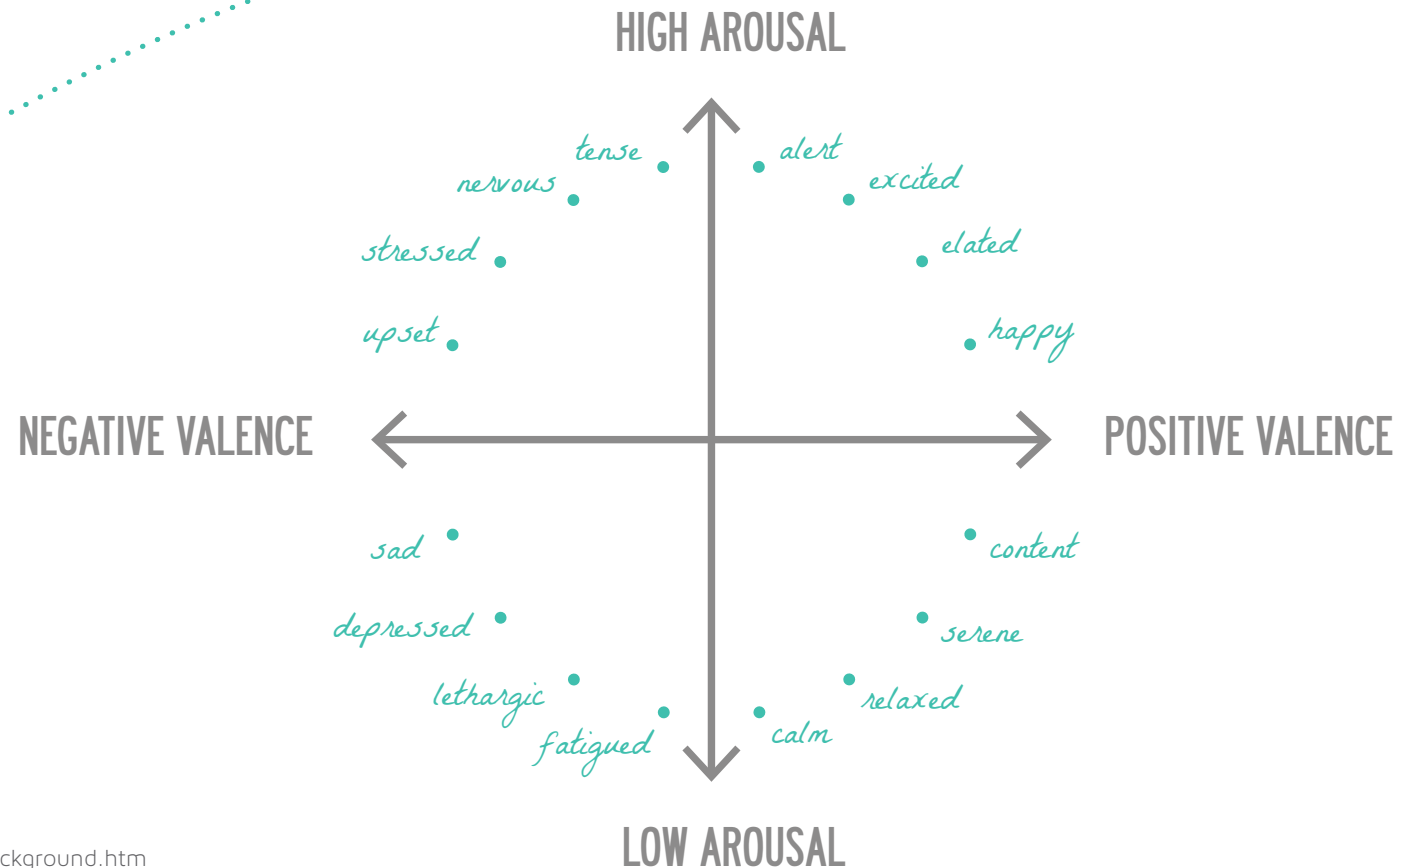 HIGH AROUSAL
tense
alert
nervous
excited
stressed
elated
upset
happy
NEGATIVE VALENCE
POSITIVE VALENCE
sad
content
depressed
serene
lethargic
relaxed
fatigued
calm
LOW AROUSAL
ckground.htm